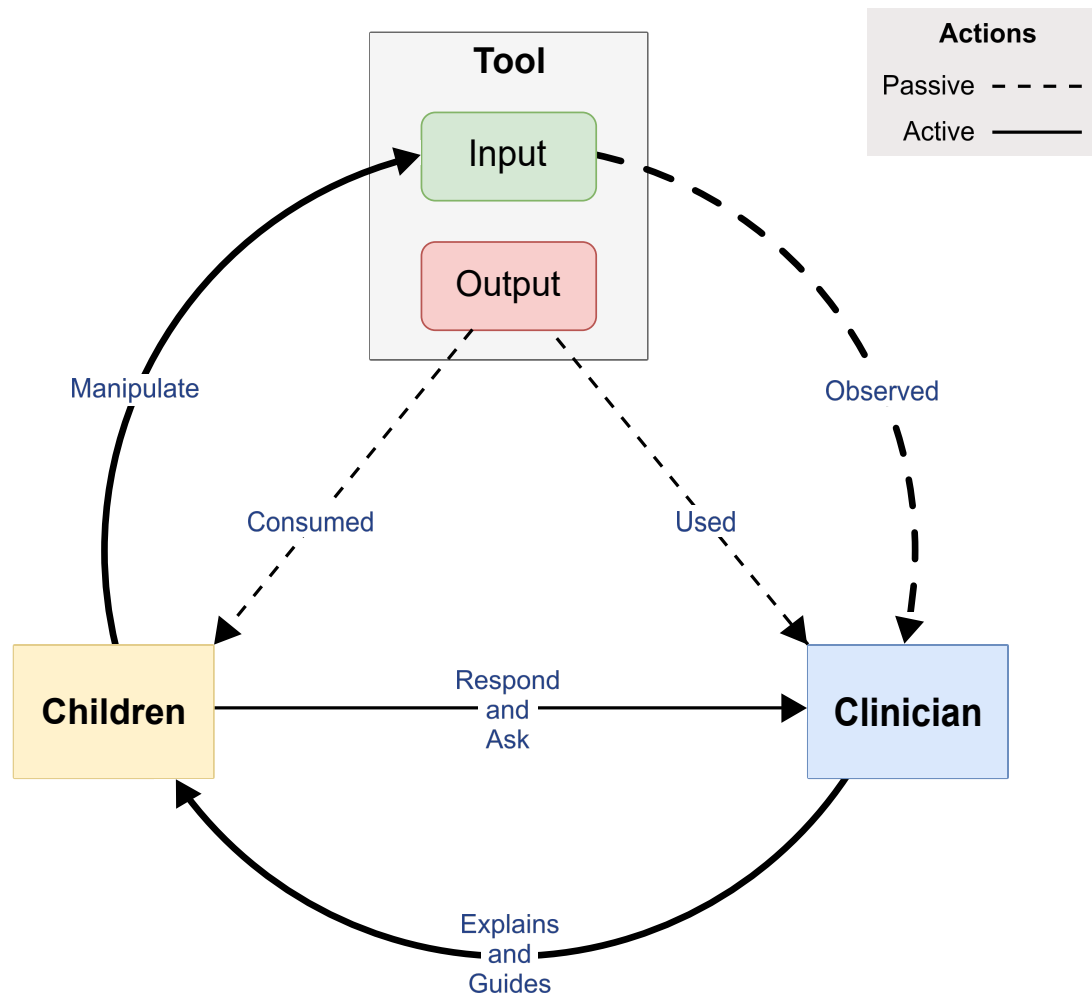 Tool
Input
Output
Actions
Passive
Active
Manipulate
Observed
Consumed
Used
Children
Respond
and
Ask
Clinician
Explains
and
Guides